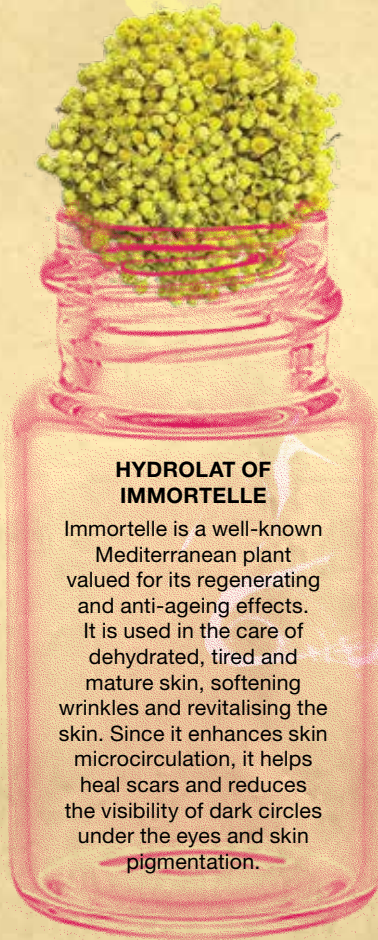 HYDROLAT OF
IMMORTELLE
Immortelle is a well-known
Mediterranean plant
valued for its regenerating
and anti-ageing effects.
It is used in the care of
dehydrated, tired and
mature skin, softening
wrinkles and revitalising the
skin. Since it enhances skin
microcirculation, it helps
heal scars and reduces
the visibility of dark circles
under the eyes and skin
pigmentation.